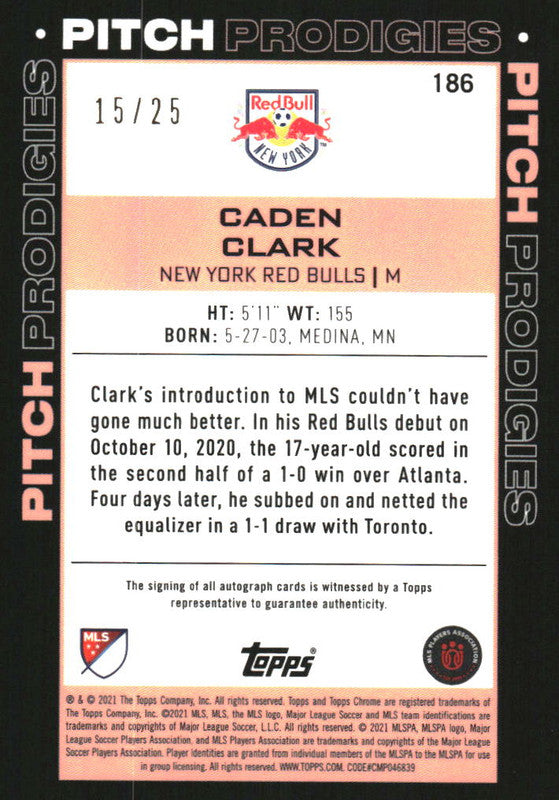 • PITCH PRODIGIES •
PITCH PRODIGIES
PITCH PRODIGIES
186
15/25
Red Bull
NEW YORK
CADEN
CLARK
NEW YORK RED BULLS | M
HT: 5'11" WT: 155
BORN: 5-27-03, MEDINA, MN
Clark's introduction to MLS couldn't have
gone much better. In his Red Bulls debut on
October 10, 2020, the 17-year-old scored in
the second half of a 1-0 win over Atlanta.
Four days later, he subbed on and netted the
equalizer in a 1-1 draw with Toronto.
The signing of all autograph cards is witnessed by a Topps
representative to guarantee authenticity.
MLS
topps®
MLS PLAYERS ASSOCIATION
® & © 2021 The Topps Company, Inc. All rights reserved. Topps and Topps Chrome are registered trademarks of
The Topps Company, Inc. ©2021 MLS, MLS, the MLS logo, Major League Soccer and MLS team identifications are
trademarks and copyrights of Major League Soccer, L.L.C. All rights reserved. © 2021 MLSPA, MLSPA logo, Major
League Soccer Players Association, and MLS Players Association are trademarks and copyrights of Major League
Soccer Players Association. Player identities are granted from individual members of the MLSPA to the MLSPA for use
in group licensing. All rights reserved. WWW.TOPPS.COM. CODE#CMP046839